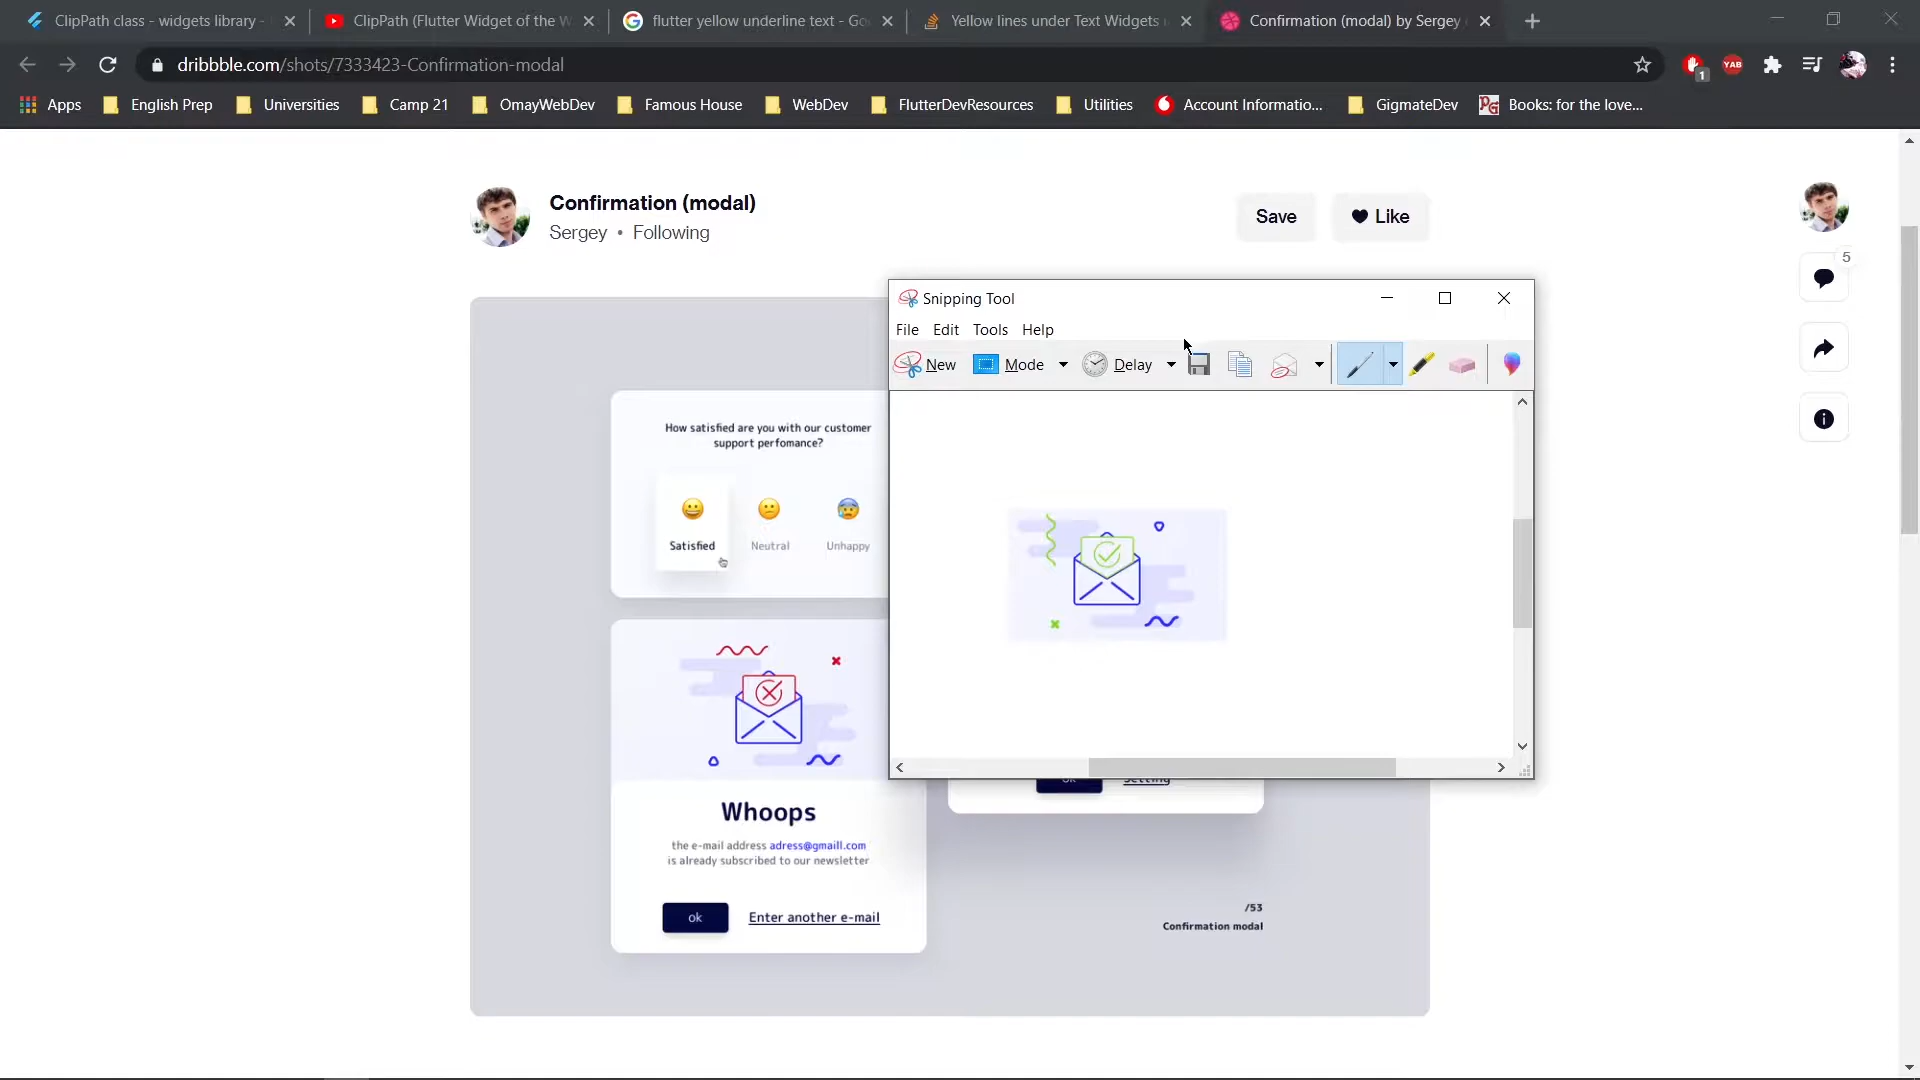 ClipPath class - widgets library -
ClipPath (Flutter Widget of the W
flutter yellow underline text - Go
Yellow lines under Text Widgets i
Confirmation (modal) by Sergey
dribbble.com/shots/7333423-Confirmation-modal
1
YAB
Apps
English Prep
Universities
Camp 21
OmayWebDev
Famous House
WebDev
FlutterDevResources
Utilities
Account Informatio...
GigmateDev
PG
Books: for the love...
Confirmation (modal)
Sergey • Following
Save
Like
5
Snipping Tool
File
Edit
Tools
Help
New
Mode
Delay
How satisfied are you with our customer
support perfomance?
Satisfied
Neutral
Unhappy
Whoops
the e-mail address adress@gmaill.com
is already subscribed to our newsletter
ok
Enter another e-mail
ok
Setting
/53
Confirmation modal